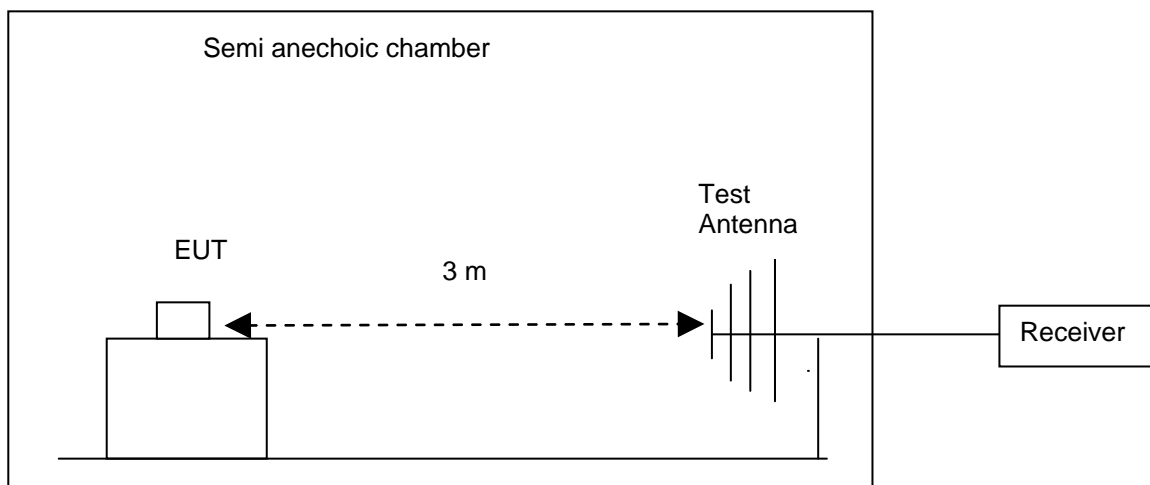 Semi anechoic chamber
Test
Antenna
EUT
3 m
Receiver